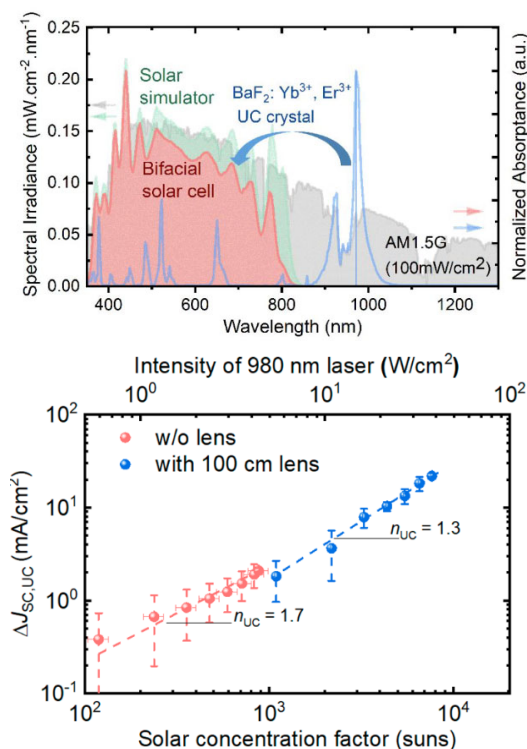 Spectral Irradiance (mW.cm⁻².nm⁻¹)
0.25
0.20
0.15
0.10
0.05
0.00
Solar
simulator
BaF₂: Yb³⁺, Er³⁺
UC crystal
Bifacial
solar cell
AM1.5G
(100mW/cm²)
Normalized Absorptance (a.u.)
400 600 800 1000 1200
Wavelength (nm)
Intensity of 980 nm laser (W/cm²)
10⁰ 10¹ 5x10¹
ΔJSC,UC (mA/cm²)
10²
10¹
10⁰
10⁻¹
w/o lens
with 100 cm lens
nUC = 1.3
nUC = 1.7
10² 10³ 10⁴
Solar concentration factor (suns)